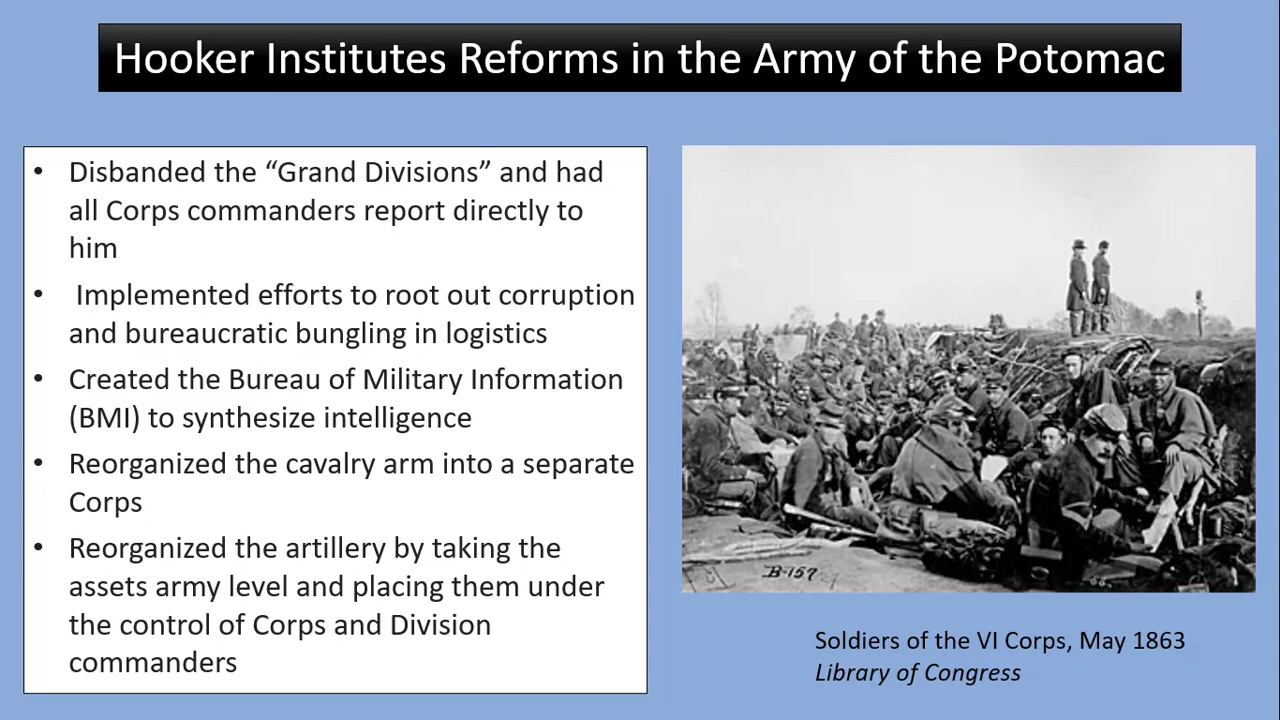 Hooker Institutes Reforms in the Army of the Potomac
• Disbanded the “Grand Divisions” and had
all Corps commanders report directly to
him
• Implemented efforts to root out corruption
and bureaucratic bungling in logistics
• Created the Bureau of Military Information
(BMI) to synthesize intelligence
• Reorganized the cavalry arm into a separate
Corps
• Reorganized the artillery by taking the
assets army level and placing them under
the control of Corps and Division
commanders
B-157
Soldiers of the VI Corps, May 1863
Library of Congress